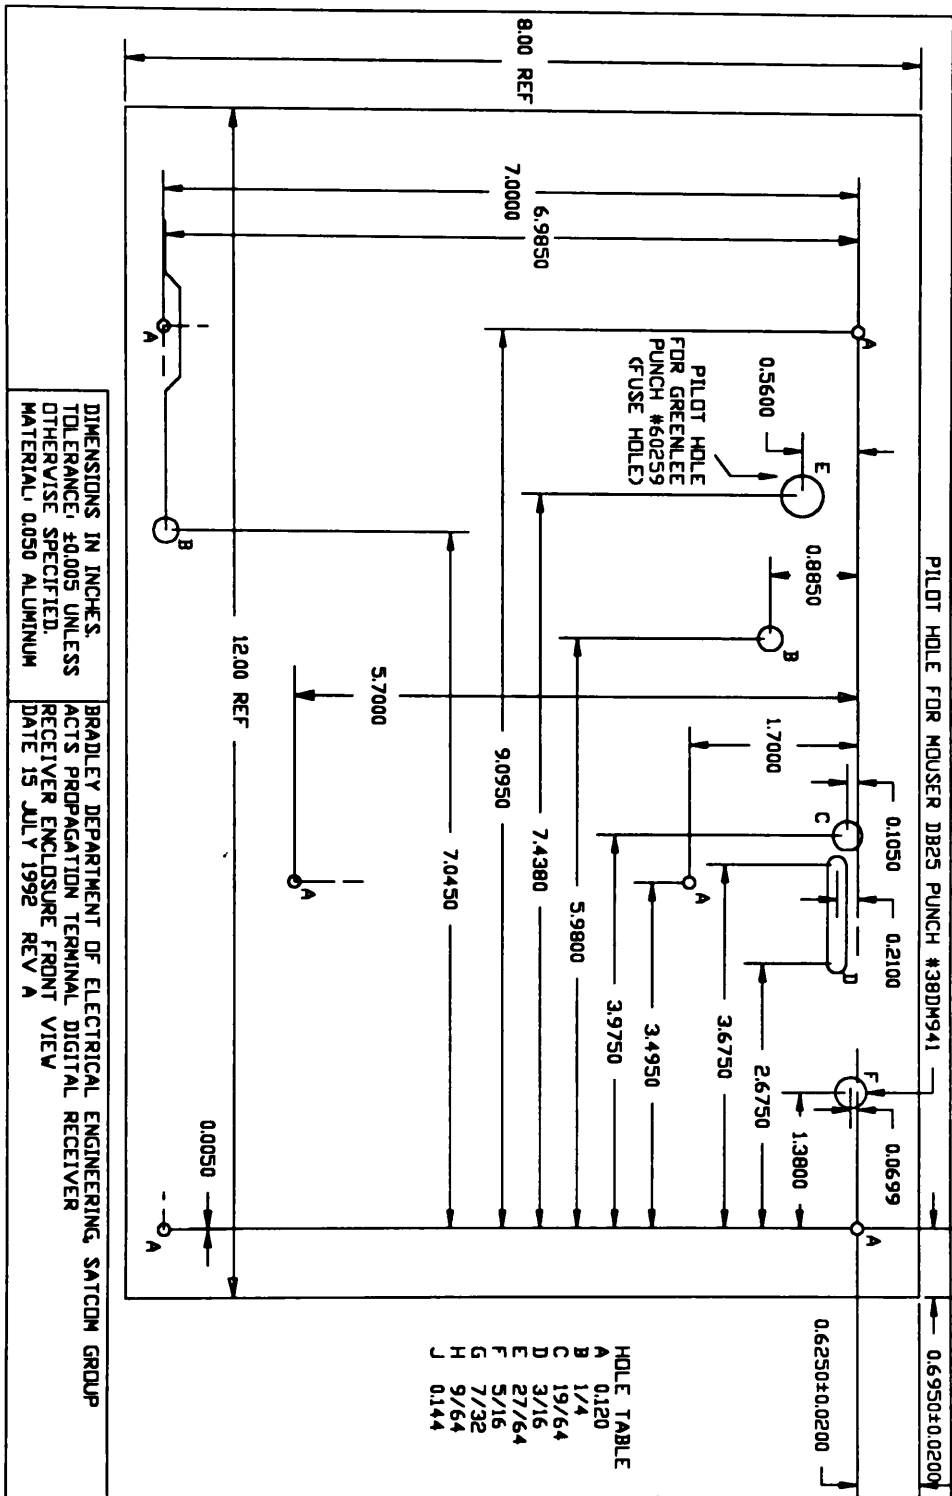 PILOT HOLE FOR MOUSER DB25 PUNCH #38DM941
0.6950±0.0200
0.6250±0.0200
8.00 REF
7.0000
6.9850
0.5600
0.8850
0.1050
0.2100
0.0699
A
E
B
C
D
F
A
PILOT HOLE
FOR GREENLEE
PUNCH #60259
(FUSE HOLE)
1.7000
A
5.7000
A
1.3800
2.6750
3.6750
3.4950
3.9750
5.9800
7.4380
9.0950
7.0450
12.00 REF
0.0050
A
B
A
HOLE TABLE
A 0.120
B 1/4
C 19/64
D 3/16
E 27/64
F 5/16
G 7/32
H 9/64
J 0.144
DIMENSIONS IN INCHES.
TOLERANCE: ±0.005 UNLESS
OTHERWISE SPECIFIED.
MATERIAL: 0.050 ALUMINUM
BRADLEY DEPARTMENT OF ELECTRICAL ENGINEERING, SATCOM GROUP
ACTS PROPAGATION TERMINAL DIGITAL RECEIVER
RECEIVER ENCLOSURE FRONT VIEW
DATE 15 JULY 1992 REV A